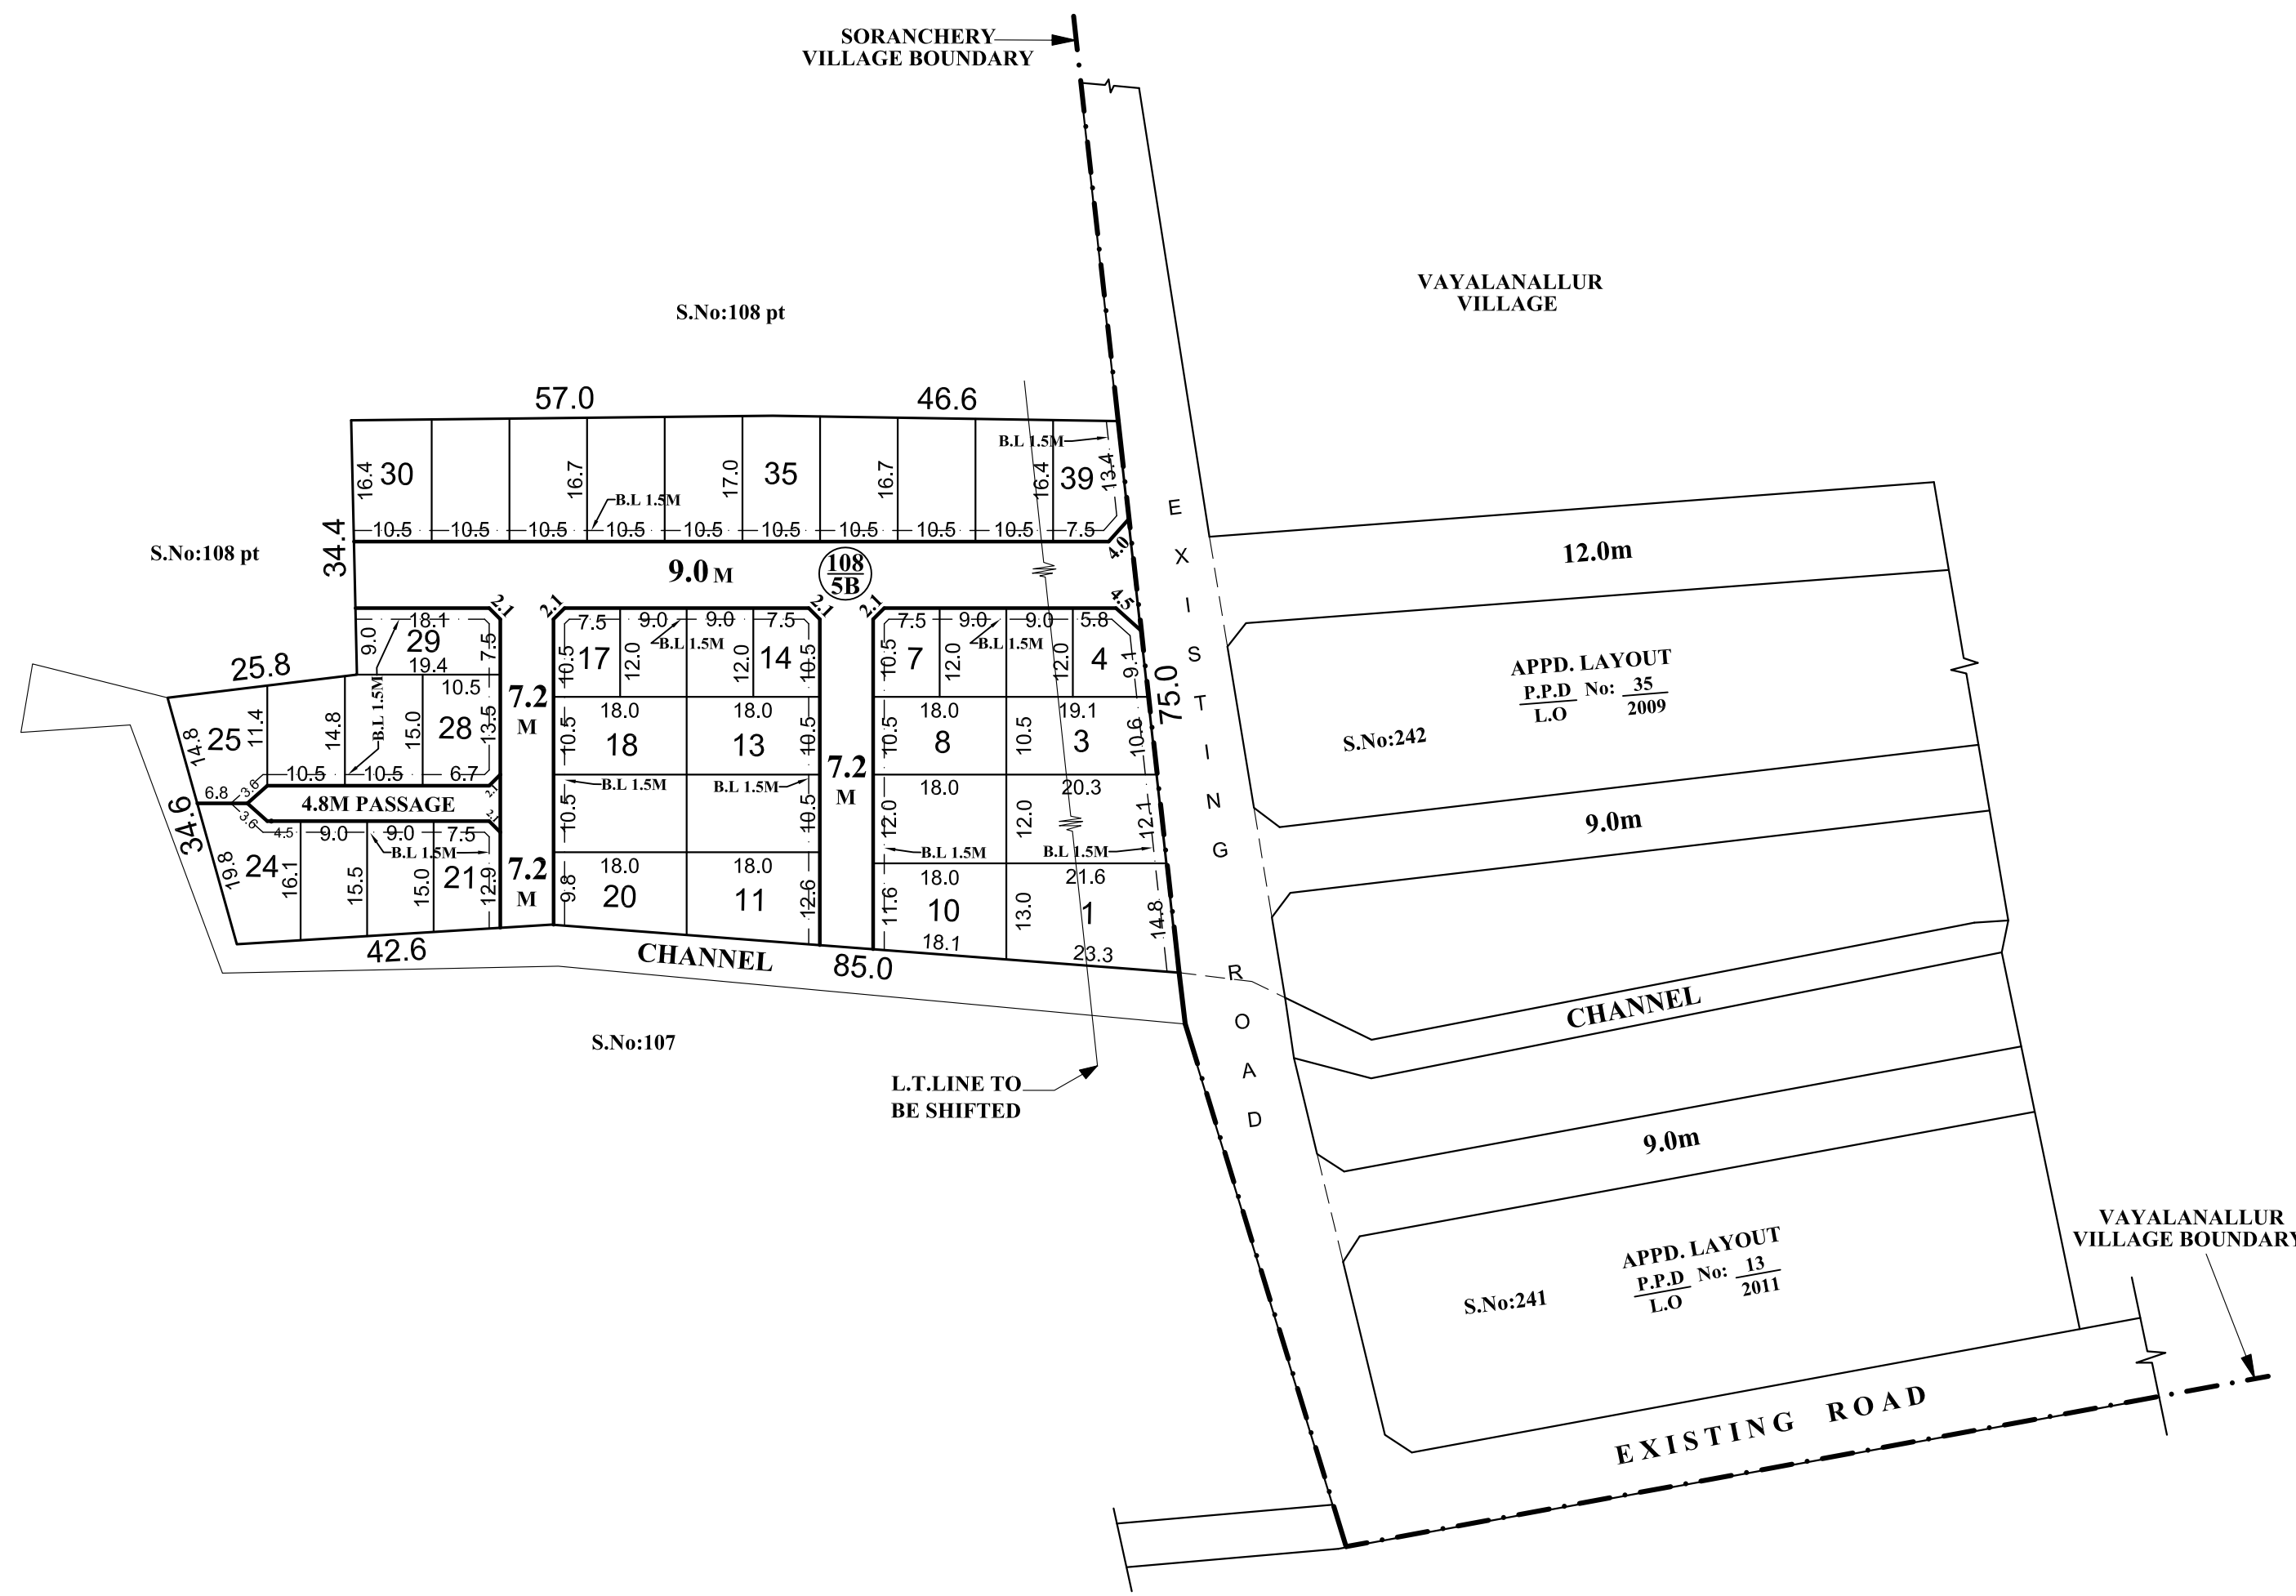 SORANCHERY
VILLAGE BOUNDARY
VAYALANALLUR
VILLAGE
S.No:108 pt
57.0
46.6
B.L 1.5M
16.4
30
16.7
17.0
35
16.7
16.4
39
13.4
B.L 1.5M
10.5
10.5
10.5
10.5
10.5
10.5
10.5
10.5
10.5
7.5
34.4
S.No:108 pt
9.0 M
108
5B
4.0
4.5
2.1
2.1
2.1
2.1
18.1
9.0
29
7.5
19.4
7.5
9.0
9.0
7.5
B.L 1.5M
10.5
17
12.0
12.0
14
10.5
7.5
9.0
9.0
5.8
B.L 1.5M
10.5
7
12.0
12.0
4
9.1
75.0
25.8
14.8
25
11.4
14.8
B.L 1.5M
15.0
10.5
28
13.5
10.5
10.5
6.7
7.2
M
18.0
18.0
10.5
18
13
10.5
18.0
19.1
10.5
8
10.5
3
10.6
7.2
M
6.8
3.6
3.6
4.8M PASSAGE
2.1
2.1
34.6
B.L 1.5M
B.L 1.5M
10.5
10.5
18.0
20.3
12.0
12.0
12.1
B.L 1.5M
B.L 1.5M
4.5
9.0
9.0
7.5
B.L 1.5M
19.8
24
16.1
15.5
15.0
21
12.9
7.2
M
18.0
18.0
9.8
20
11
12.6
18.0
21.6
11.6
10
13.0
1
14.8
18.1
23.3
42.6
CHANNEL
85.0
S.No:107
L.T.LINE TO
BE SHIFTED
EXISTING ROAD
12.0m
APPD. LAYOUT
P.P.D No: 35
L.O 2009
S.No:242
9.0m
CHANNEL
9.0m
APPD. LAYOUT
P.P.D No: 13
L.O 2011
S.No:241
VAYALANALLUR
VILLAGE BOUNDARY
EXISTING ROAD